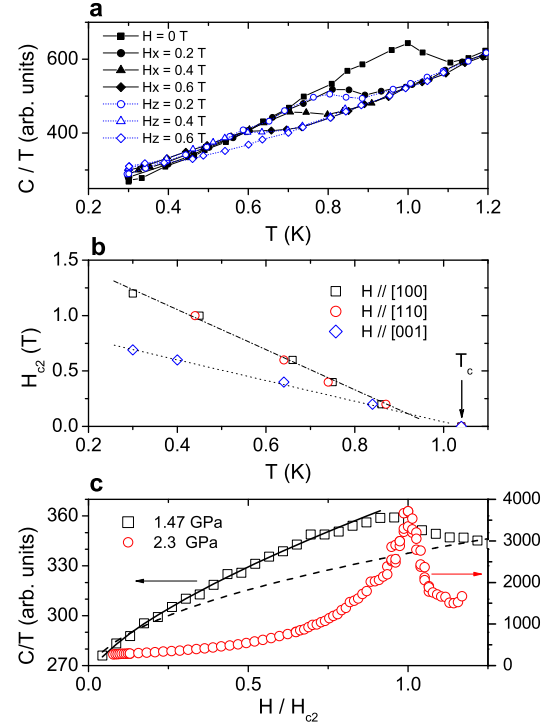 a
C / T (arb. units)
600
400
H = 0 T
Hx = 0.2 T
Hx = 0.4 T
Hx = 0.6 T
Hz = 0.2 T
Hz = 0.4 T
Hz = 0.6 T
0.2 0.4 0.6 0.8 1.0 1.2
T (K)
b
H_c2 (T)
1.5
1.0
0.5
0.0
H // [100]
H // [110]
H // [001]
T_c
0.2 0.4 0.6 0.8 1.0
T (K)
c
C/T (arb. units)
360
330
300
270
1.47 GPa
2.3 GPa
4000
3000
2000
1000
0
0.0 0.5 1.0
H / H_c2